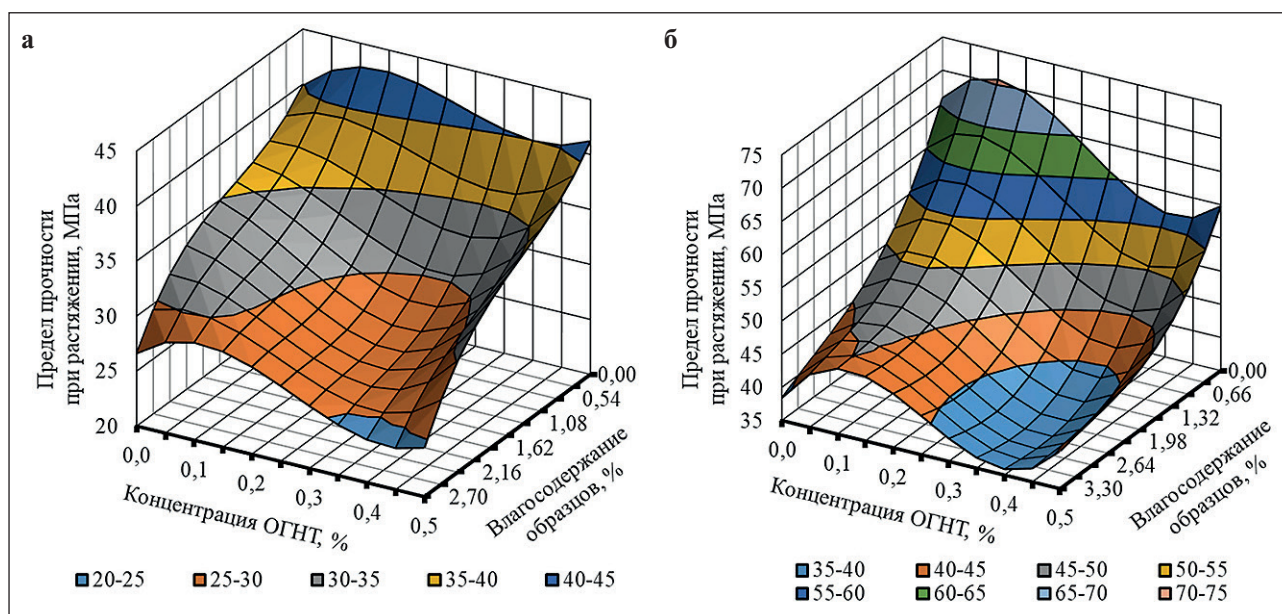 а
Предел прочности
при растяжении, МПа
45
40
35
30
25
20
0,0
0,1
0,2
0,3
0,4
0,5
Концентрация ОГНТ, %
0,00
0,54
1,08
1,62
2,16
2,70
Влагосодержание
образцов, %
20-25 25-30 30-35 35-40 40-45
б
Предел прочности
при растяжении, МПа
75
70
65
60
55
50
45
40
35
0,0
0,1
0,2
0,3
0,4
0,5
Концентрация ОГНТ, %
0,00
0,66
1,32
1,98
2,64
3,30
Влагосодержание
образцов, %
35-40 40-45 45-50 50-55
55-60 60-65 65-70 70-75